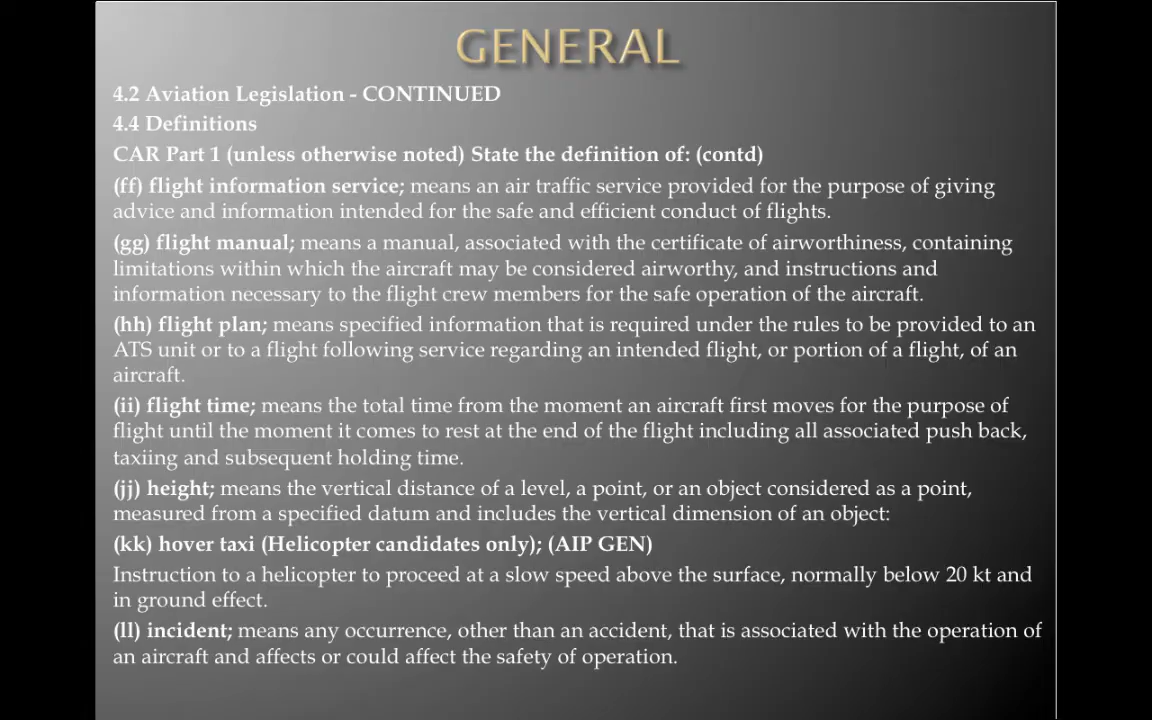 GENERAL
4.2 Aviation Legislation - CONTINUED
4.4 Definitions
CAR Part 1 (unless otherwise noted) State the definition of: (contd)
(ff) flight information service; means an air traffic service provided for the purpose of giving
advice and information intended for the safe and efficient conduct of flights.
(gg) flight manual; means a manual, associated with the certificate of airworthiness, containing
limitations within which the aircraft may be considered airworthy, and instructions and
information necessary to the flight crew members for the safe operation of the aircraft.
(hh) flight plan; means specified information that is required under the rules to be provided to an
ATS unit or to a flight following service regarding an intended flight, or portion of a flight, of an
aircraft.
(ii) flight time; means the total time from the moment an aircraft first moves for the purpose of
flight until the moment it comes to rest at the end of the flight including all associated push back,
taxiing and subsequent holding time.
(jj) height; means the vertical distance of a level, a point, or an object considered as a point,
measured from a specified datum and includes the vertical dimension of an object:
(kk) hover taxi (Helicopter candidates only); (AIP GEN)
Instruction to a helicopter to proceed at a slow speed above the surface, normally below 20 kt and
in ground effect.
(ll) incident; means any occurrence, other than an accident, that is associated with the operation of
an aircraft and affects or could affect the safety of operation.